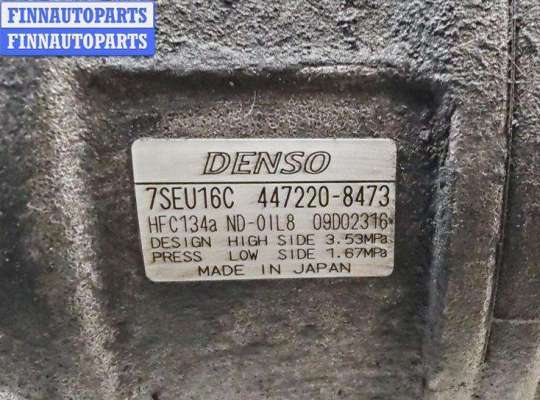 FINNAUTOPARTS
FINNAUTOPARTS
DENSO
7SEU16C 447220-8473
HFC134a ND-OIL8 09D02316
DESIGN HIGH SIDE 3.53MPa
PRESS LOW SIDE 1.67MPa
MADE IN JAPAN